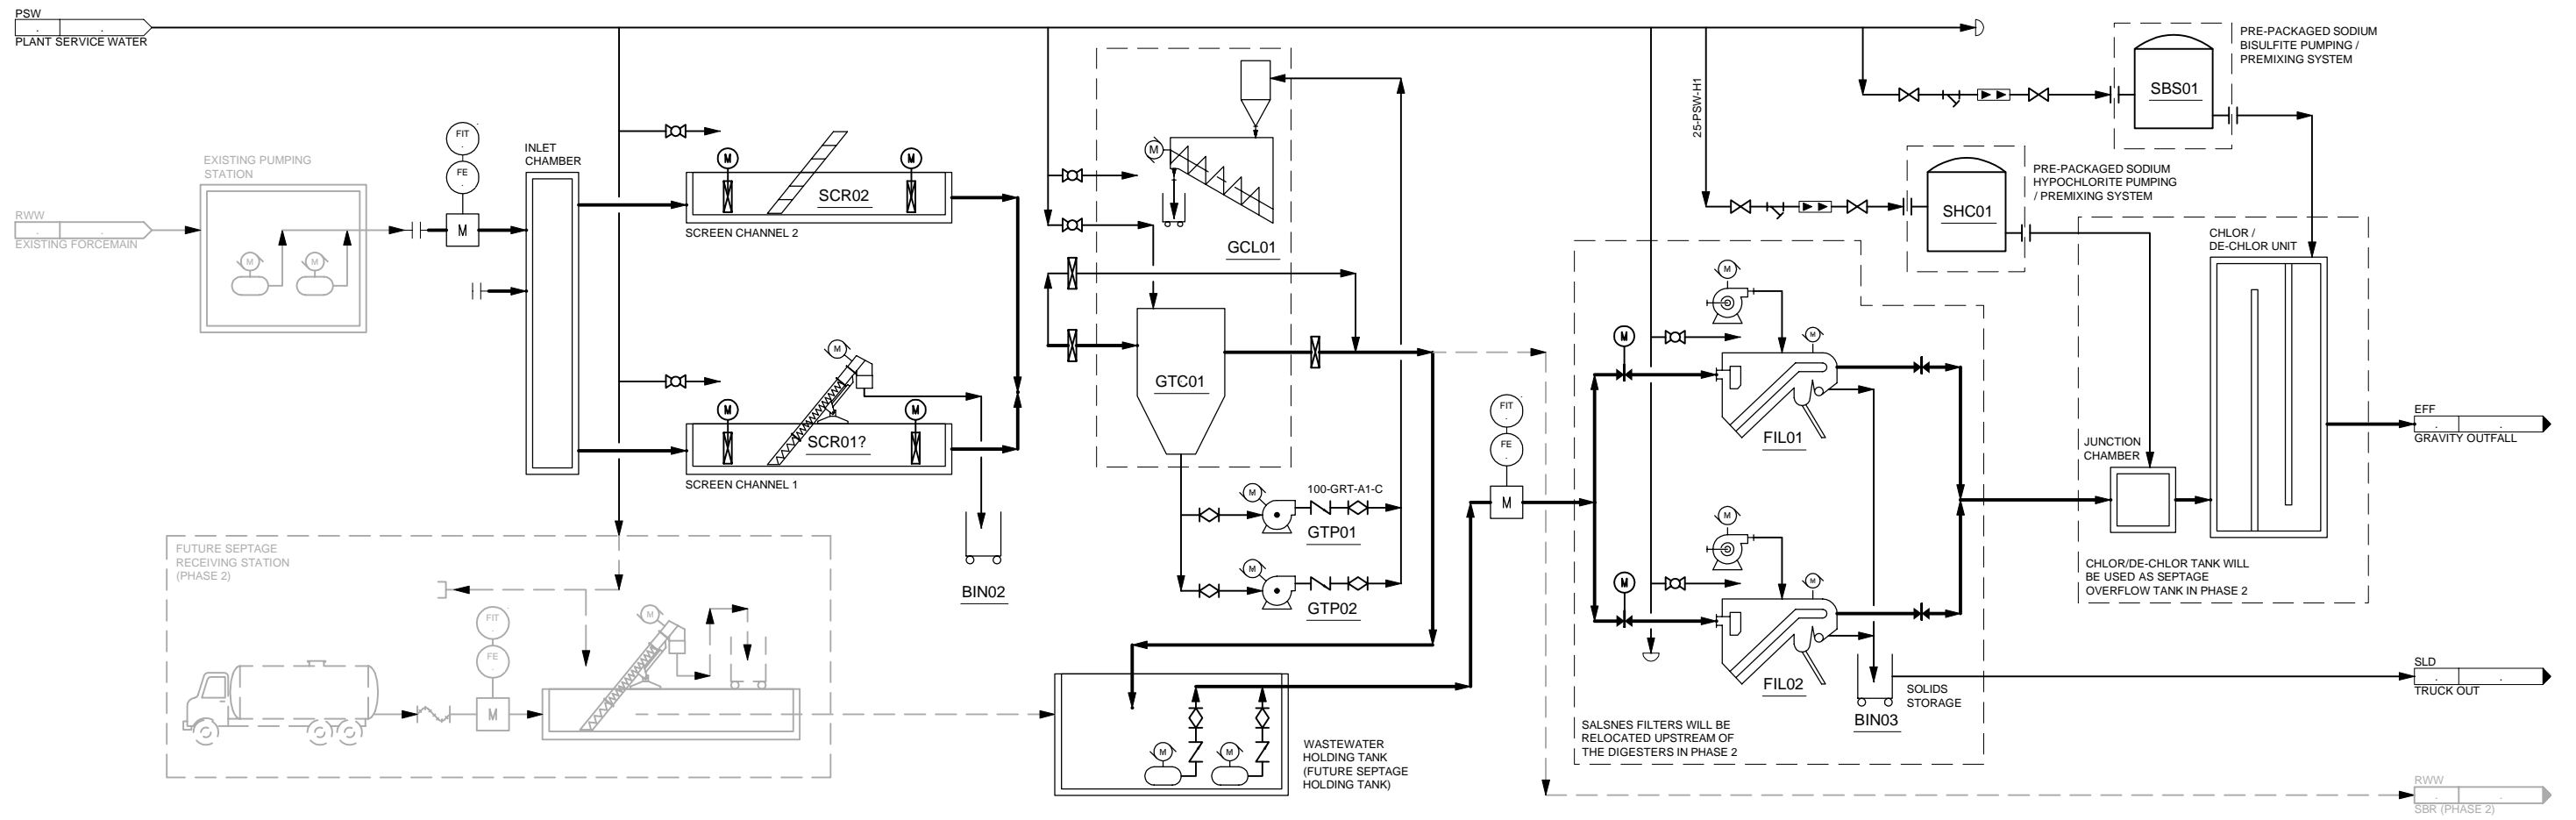 PSW
PLANT SERVICE WATER
RWW
EXISTING FORCEMAIN
EXISTING PUMPING
STATION
M
M
FIT
FE
M
INLET
CHAMBER
M
M
SCR02
SCREEN CHANNEL 2
M
M
M
SCR01?
SCREEN CHANNEL 1
BIN02
FUTURE SEPTAGE
RECEIVING STATION
(PHASE 2)
FIT
FE
M
M
M
GCL01
GTC01
M
100-GRT-A1-C
GTP01
M
GTP02
M
M
WASTEWATER
HOLDING TANK
(FUTURE SEPTAGE
HOLDING TANK)
FIT
FE
M
M
M
M
FIL01
M
M
M
FIL02
SALSNES FILTERS WILL BE
RELOCATED UPSTREAM OF
THE DIGESTERS IN PHASE 2
BIN03
SOLIDS
STORAGE
25-PSW-H1
SBS01
PRE-PACKAGED SODIUM
BISULFITE PUMPING /
PREMIXING SYSTEM
SHC01
PRE-PACKAGED SODIUM
HYPOCHLORITE PUMPING
/ PREMIXING SYSTEM
CHLOR /
DE-CHLOR UNIT
JUNCTION
CHAMBER
CHLOR/DE-CHLOR TANK WILL
BE USED AS SEPTAGE
OVERFLOW TANK IN PHASE 2
EFF
GRAVITY OUTFALL
SLD
TRUCK OUT
RWW
SBR (PHASE 2)